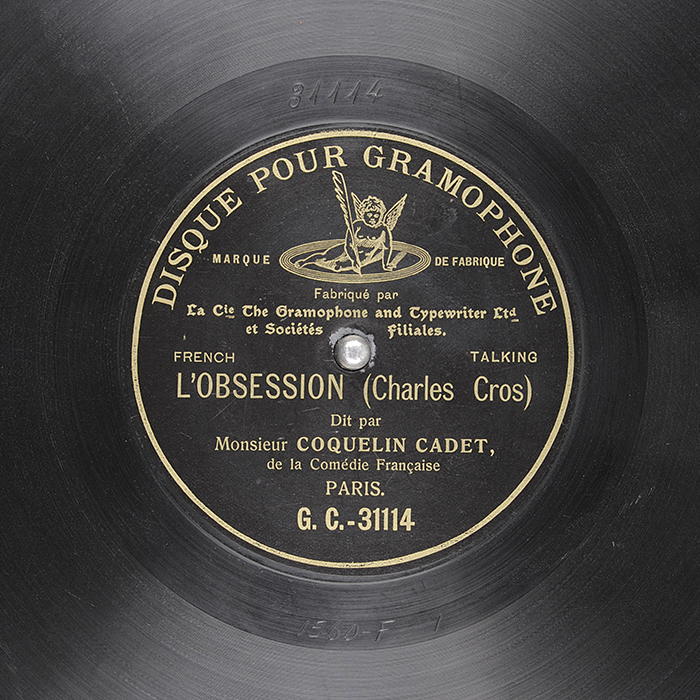 31114
DISQUE POUR GRAMOPHONE
MARQUE DE FABRIQUE
Fabriqué par
La Cie The Gramophone and Typewriter Ltd
et Sociétés filiales.
FRENCH TALKING
L'OBSESSION (Charles Cros)
Dit par
Monsieur COQUELIN CADET,
de la Comédie Française
PARIS.
G. C.-31114